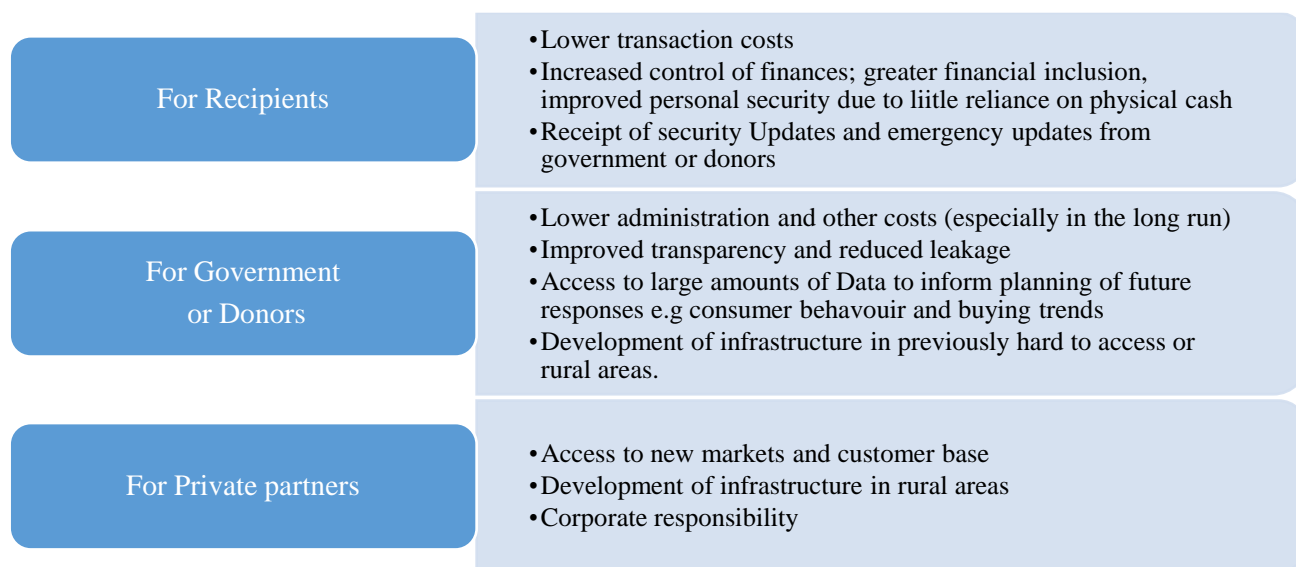 For Recipients
•Lower transaction costs
•Increased control of finances; greater financial inclusion,
improved personal security due to liitle reliance on physical cash
•Receipt of security Updates and emergency updates from
government or donors
For Government
or Donors
•Lower administration and other costs (especially in the long run)
•Improved transparency and reduced leakage
•Access to large amounts of Data to inform planning of future
responses e.g consumer behavouir and buying trends
•Development of infrastructure in previously hard to access or
rural areas.
For Private partners
•Access to new markets and customer base
•Development of infrastructure in rural areas
•Corporate responsibility